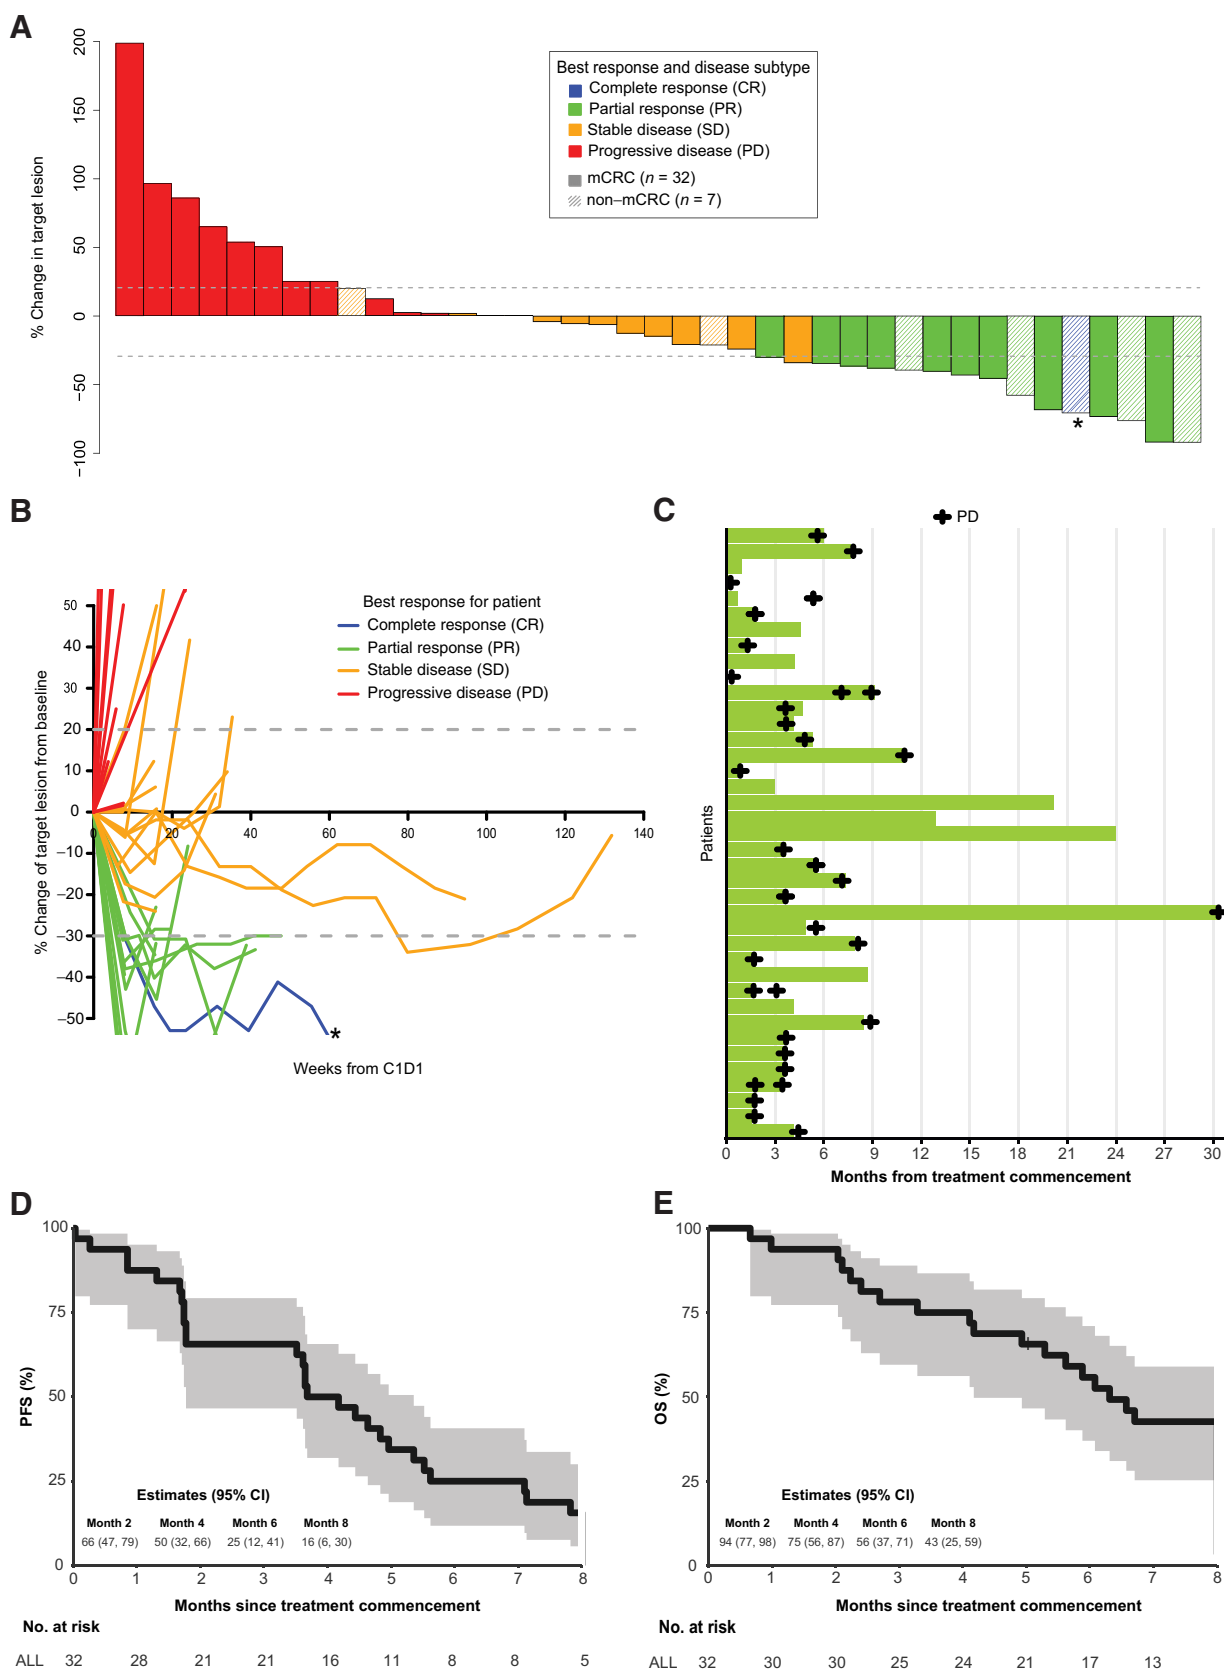 A
200
150
100
50
0
−50
−100
% Change in target lesion
Best response and disease subtype
Complete response (CR)
Partial response (PR)
Stable disease (SD)
Progressive disease (PD)
mCRC (n = 32)
non–mCRC (n = 7)
*
B
50
40
30
20
10
0
−10
−20
−30
−40
−50
% Change of target lesion from baseline
Best response for patient
Complete response (CR)
Partial response (PR)
Stable disease (SD)
Progressive disease (PD)
0 20 40 60 80 100 120 140
*
Weeks from C1D1
C
PD
Patients
0 3 6 9 12 15 18 21 24 27 30
Months from treatment commencement
D
100
75
50
25
0
PFS (%)
Estimates (95% CI)
Month 2 Month 4 Month 6 Month 8
66 (47, 79) 50 (32, 66) 25 (12, 41) 16 (6, 30)
0 1 2 3 4 5 6 7 8
Months since treatment commencement
No. at risk
ALL 32 28 21 21 16 11 8 8 5
E
100
75
50
25
0
OS (%)
Estimates (95% CI)
Month 2 Month 4 Month 6 Month 8
94 (77, 98) 75 (56, 87) 56 (37, 71) 43 (25, 59)
0 1 2 3 4 5 6 7 8
Months since treatment commencement
No. at risk
ALL 32 30 30 25 24 21 17 13